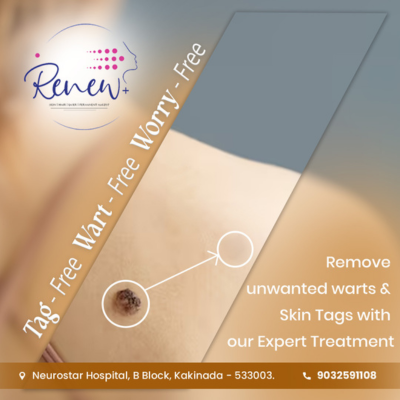 Renew+
Tag - Free Wart - Free Worry - Free
Remove
unwanted warts &
Skin Tags with
our Expert Treatment
Neurostar Hospital, B Block, Kakinada - 533003.
9032591108